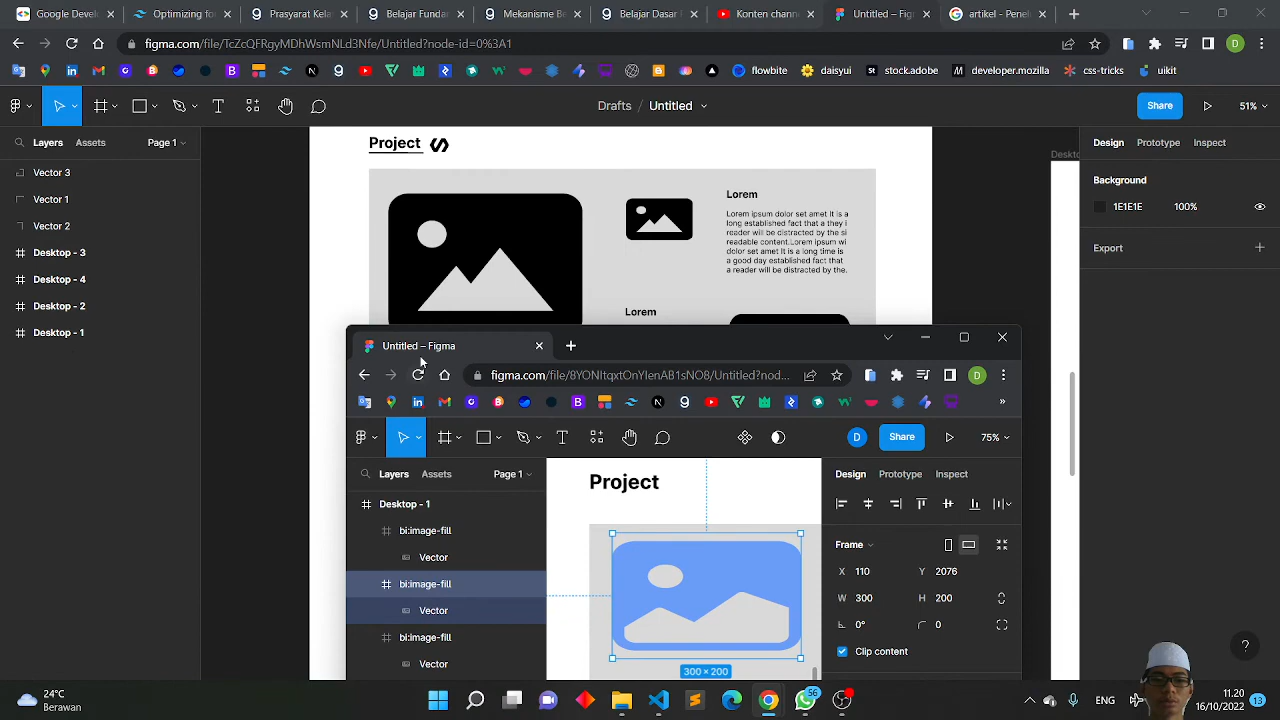 Google Devel
Optimizing fo
Prasyarat Kela
Belajar Fundar
Mekanisme Be
Belajar Dasar P
Konten chann
Untitled – Fig
artikel - Penel
figma.com/file/TcZcQFRgyMDhWsmNLd3Nfe/Untitled?node-id=0%3A1
flowbite
daisyui
stock.adobe
developer.mozilla
css-tricks
uikit
Drafts / Untitled
Share
51%
Layers
Assets
Page 1
Vector 3
Vector 1
Vector 2
Desktop - 3
Desktop - 4
Desktop - 2
Desktop - 1
Project
Lorem
Lorem ipsum dolor set amet It is a
long established fact that a they i
reader will be distracted by the si
readable content.Lorem ipsum wi
dolor set amet It is a long time is
a good day established fact that
a reader will be distracted by the.
Lorem
Deskto
Design
Prototype
Inspect
Background
1E1E1E
100%
Export
Untitled – Figma
Share
75%
Layers
Assets
Page 1
Desktop - 1
bi:image-fill
Vector
bi:image-fill
Vector
bi:image-fill
Vector
Project
300 × 200
Design
Prototype
Inspect
Frame
X 110
Y 2076
W 300
H 200
0°
0
Clip content
?
24°C
Berawan
56
ENG
11.20
16/10/2022
13